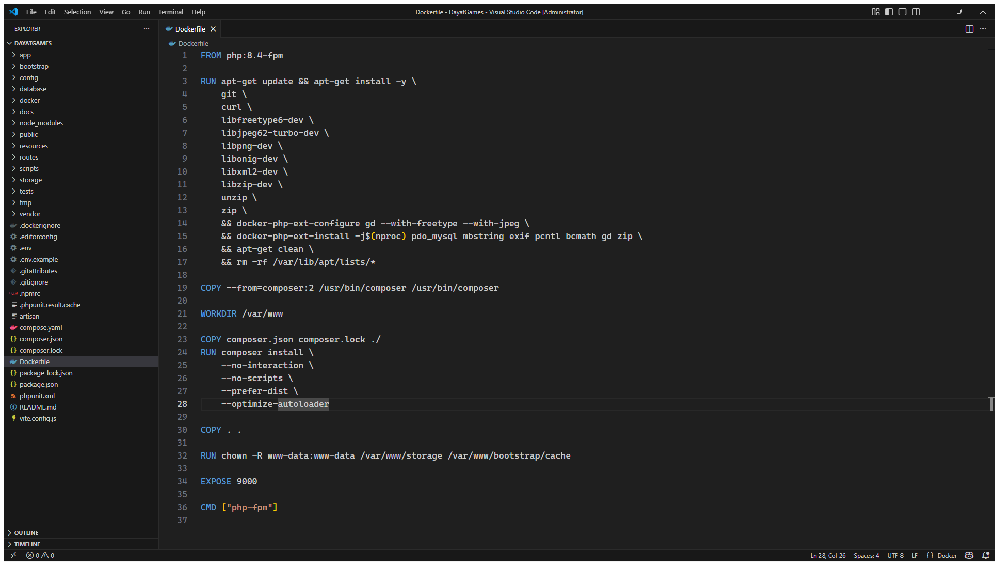 File Edit Selection View Go Run Terminal Help
Dockerfile - DayatGames - Visual Studio Code [Administrator]
EXPLORER
DAYATGAMES
app
bootstrap
config
database
docker
docs
node_modules
public
resources
routes
scripts
storage
tests
tmp
vendor
.dockerignore
.editorconfig
.env
.env.example
.gitattributes
.gitignore
.npmrc
.phpunit.result.cache
artisan
compose.yaml
composer.json
composer.lock
Dockerfile
package-lock.json
package.json
phpunit.xml
README.md
vite.config.js
OUTLINE
TIMELINE
Dockerfile
Dockerfile
1 FROM php:8.4-fpm
2
3 RUN apt-get update && apt-get install -y \
4 git \
5 curl \
6 libfreetype6-dev \
7 libjpeg62-turbo-dev \
8 libpng-dev \
9 libonig-dev \
10 libxml2-dev \
11 libzip-dev \
12 unzip \
13 zip \
14 && docker-php-ext-configure gd --with-freetype --with-jpeg \
15 && docker-php-ext-install -j$(nproc) pdo_mysql mbstring exif pcntl bcmath gd zip \
16 && apt-get clean \
17 && rm -rf /var/lib/apt/lists/*
18
19 COPY --from=composer:2 /usr/bin/composer /usr/bin/composer
20
21 WORKDIR /var/www
22
23 COPY composer.json composer.lock ./
24 RUN composer install \
25 --no-interaction \
26 --no-scripts \
27 --prefer-dist \
28 --optimize-autoloader
29
30 COPY . .
31
32 RUN chown -R www-data:www-data /var/www/storage /var/www/bootstrap/cache
33
34 EXPOSE 9000
35
36 CMD ["php-fpm"]
37
0 0
Ln 28, Col 26 Spaces: 4 UTF-8 LF { } Docker